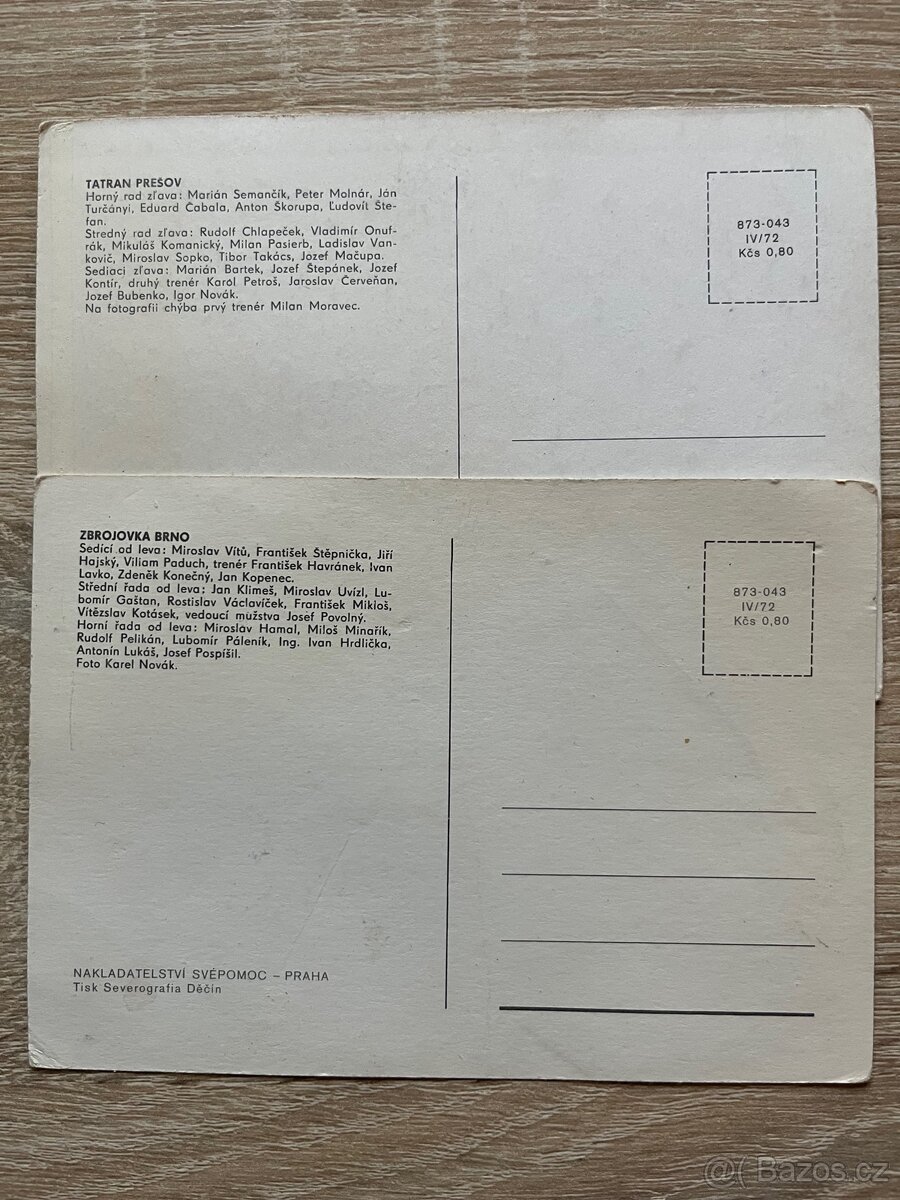 TATRAN PREŠOV
Horný rad zľava: Marián Semančík, Peter Molnár, Ján
Turčányi, Eduard Čabala, Anton Škorupa, Ľudovít Šte-
fan.
Stredný rad zľava: Rudolf Chlapeček, Vladimír Onuf-
rák, Mikuláš Komanický, Milan Pasierb, Ladislav Van-
kovič, Miroslav Sopko, Tibor Takács, Jozef Mačupa.
Sediaci zľava: Marián Bartek, Jozef Štepánek, Jozef
Kontír, druhý trenér Karol Petroš, Jaroslav Červeňan,
Jozef Bubenko, Igor Novák.
Na fotografii chýba prvý trenér Milan Moravec.
873-043
IV/72
Kčs 0,80
ZBROJOVKA BRNO
Sedící od leva: Miroslav Vítů, František Štěpnička, Jiří
Hajský, Viliam Paduch, trenér František Havránek, Ivan
Lavko, Zdeněk Konečný, Jan Kopenec.
Střední řada od leva: Jan Klimeš, Miroslav Uvízl, Lu-
bomír Gaštan, Rostislav Václavíček, František Mikloš,
Vítězslav Kotásek, vedoucí mužstva Josef Povolný.
Horní řada od leva: Miroslav Hamal, Miloš Minařík,
Rudolf Pelikán, Lubomír Páleník, Ing. Ivan Hrdlička,
Antonín Lukáš, Josef Pospíšil.
Foto Karel Novák.
873-043
IV/72
Kčs 0,80
NAKLADATELSTVÍ SVÉPOMOC – PRAHA
Tisk Severografia Děčín
@( Bazos.cz